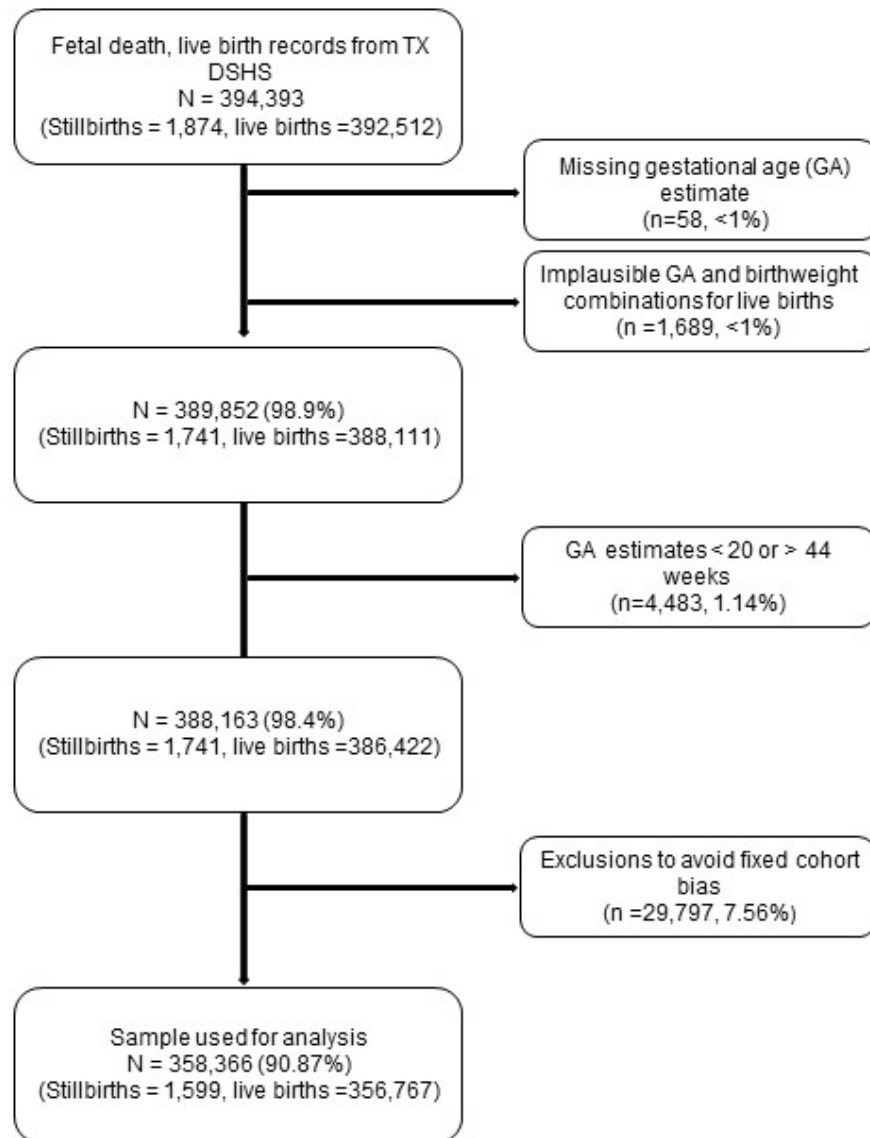 Fetal death, live birth records from TX
DSHS
N = 394,393
(Stillbirths = 1,874, live births =392,512)
Missing gestational age (GA)
estimate
(n=58, <1%)
Implausible GA and birthweight
combinations for live births
(n =1,689, <1%)
N = 389,852 (98.9%)
(Stillbirths = 1,741, live births =388,111)
GA estimates < 20 or > 44
weeks
(n=4,483, 1.14%)
N = 388,163 (98.4%)
(Stillbirths = 1,741, live births =386,422)
Exclusions to avoid fixed cohort
bias
(n =29,797, 7.56%)
Sample used for analysis
N = 358,366 (90.87%)
(Stillbirths = 1,599, live births =356,767)